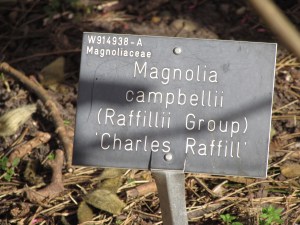 W914938-A
Magnoliaceae
Magnolia
campbellii
(Raffillii Group)
'Charles Raffill'